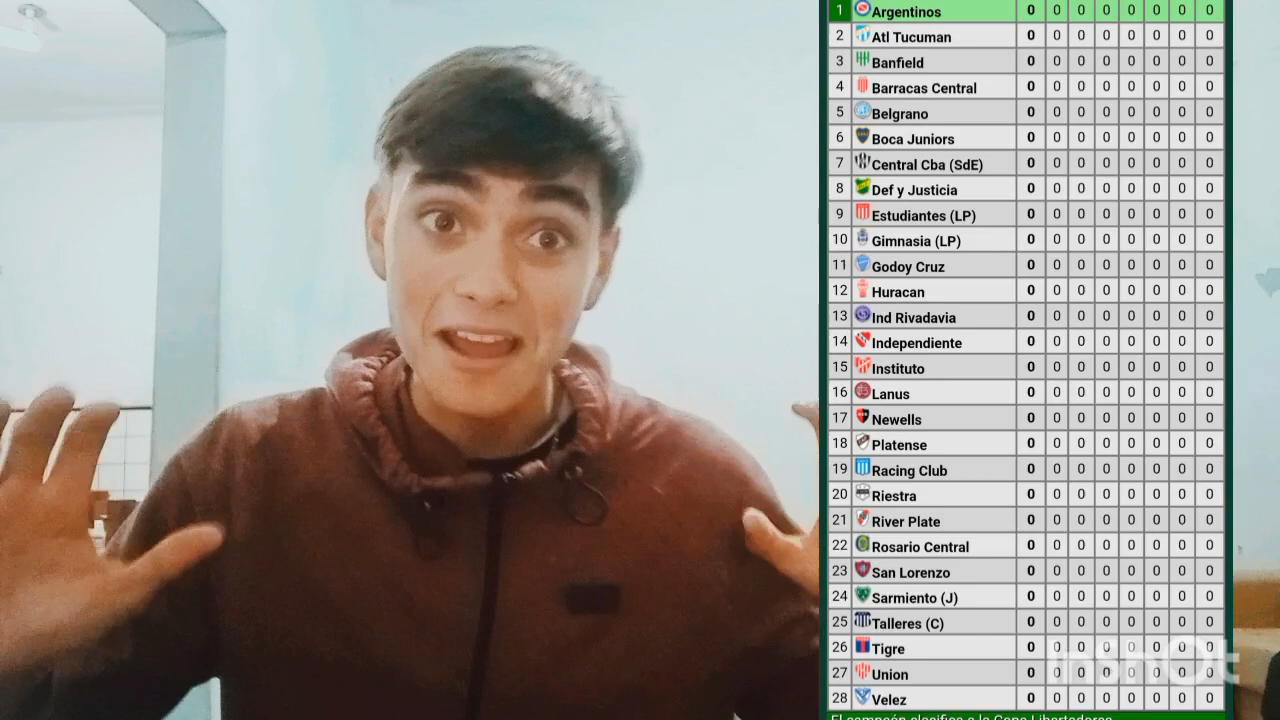 1 Argentinos 0 0 0 0 0 0 0 0
2 Atl Tucuman 0 0 0 0 0 0 0 0
3 Banfield 0 0 0 0 0 0 0 0
4 Barracas Central 0 0 0 0 0 0 0 0
5 Belgrano 0 0 0 0 0 0 0 0
6 Boca Juniors 0 0 0 0 0 0 0 0
7 Central Cba (SdE) 0 0 0 0 0 0 0 0
8 Def y Justicia 0 0 0 0 0 0 0 0
9 Estudiantes (LP) 0 0 0 0 0 0 0 0
10 Gimnasia (LP) 0 0 0 0 0 0 0 0
11 Godoy Cruz 0 0 0 0 0 0 0 0
12 Huracan 0 0 0 0 0 0 0 0
13 Ind Rivadavia 0 0 0 0 0 0 0 0
14 Independiente 0 0 0 0 0 0 0 0
15 Instituto 0 0 0 0 0 0 0 0
16 Lanus 0 0 0 0 0 0 0 0
17 Newells 0 0 0 0 0 0 0 0
18 Platense 0 0 0 0 0 0 0 0
19 Racing Club 0 0 0 0 0 0 0 0
20 Riestra 0 0 0 0 0 0 0 0
21 River Plate 0 0 0 0 0 0 0 0
22 Rosario Central 0 0 0 0 0 0 0 0
23 San Lorenzo 0 0 0 0 0 0 0 0
24 Sarmiento (J) 0 0 0 0 0 0 0 0
25 Talleres (C) 0 0 0 0 0 0 0 0
26 Tigre 0 0 0 0 0 0 0 0
27 Union 0 0 0 0 0 0 0 0
28 Velez 0 0 0 0 0 0 0 0
El campeón clasifica a la Copa Libertadores
InShOt